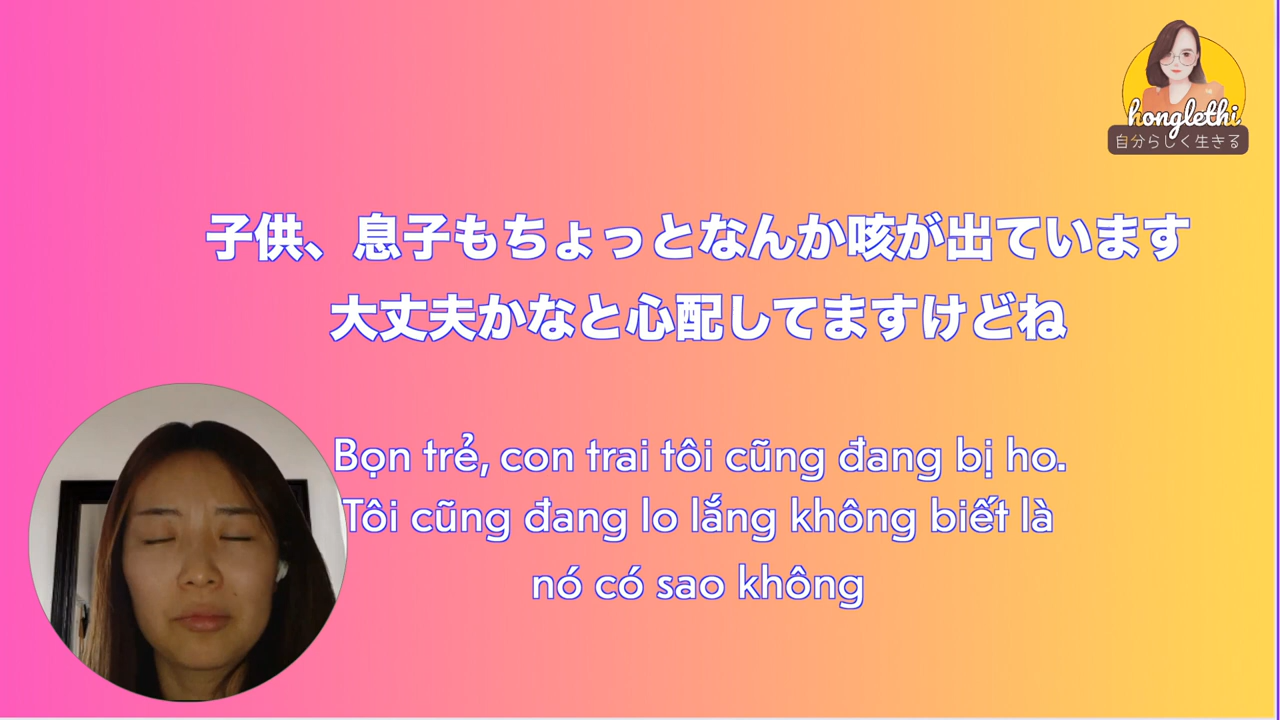 honglethi
自分らしく生きる
子供、息子もちょっとなんか咳が出ています
大丈夫かなと心配してますけどね
Bọn trẻ, con trai tôi cũng đang bị ho.
Tôi cũng đang lo lắng không biết là
nó có sao không